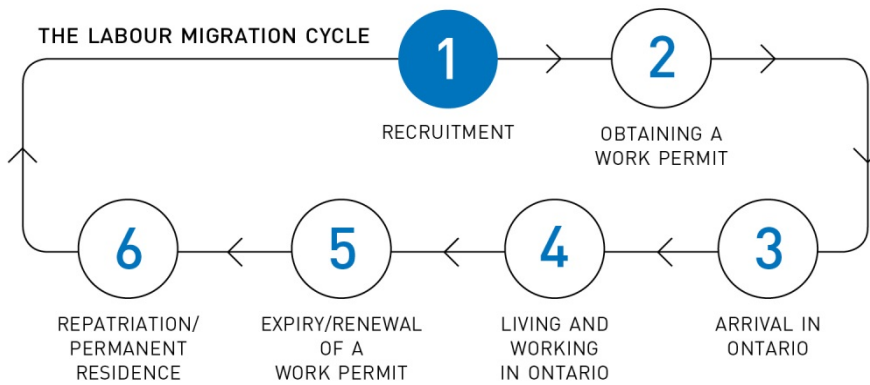 THE LABOUR MIGRATION CYCLE
1
RECRUITMENT
2
OBTAINING A
WORK PERMIT
3
ARRIVAL IN
ONTARIO
4
LIVING AND
WORKING
IN ONTARIO
5
EXPIRY/RENEWAL
OF A
WORK PERMIT
6
REPATRIATION/
PERMANENT
RESIDENCE